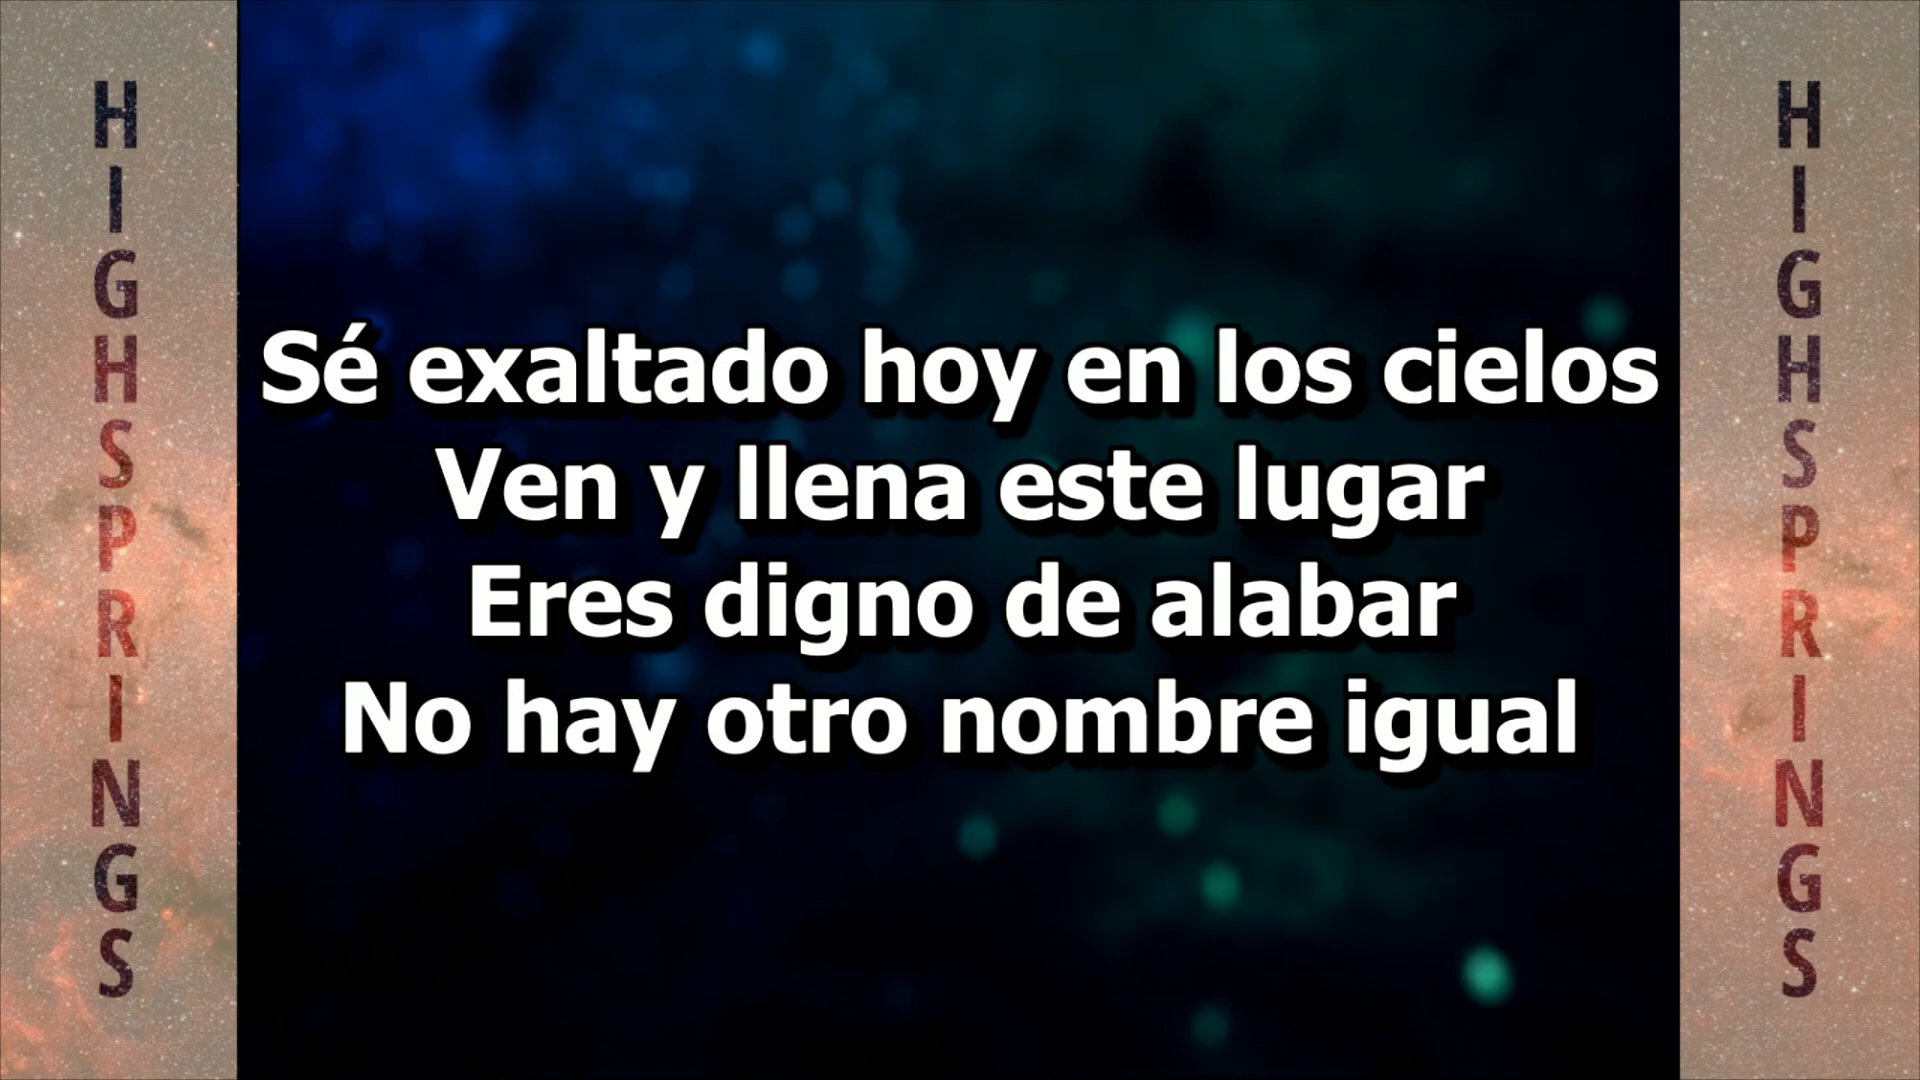 HIGHSPRINGS
Sé exaltado hoy en los cielos
Ven y llena este lugar
Eres digno de alabar
No hay otro nombre igual
HIGHSPRINGS